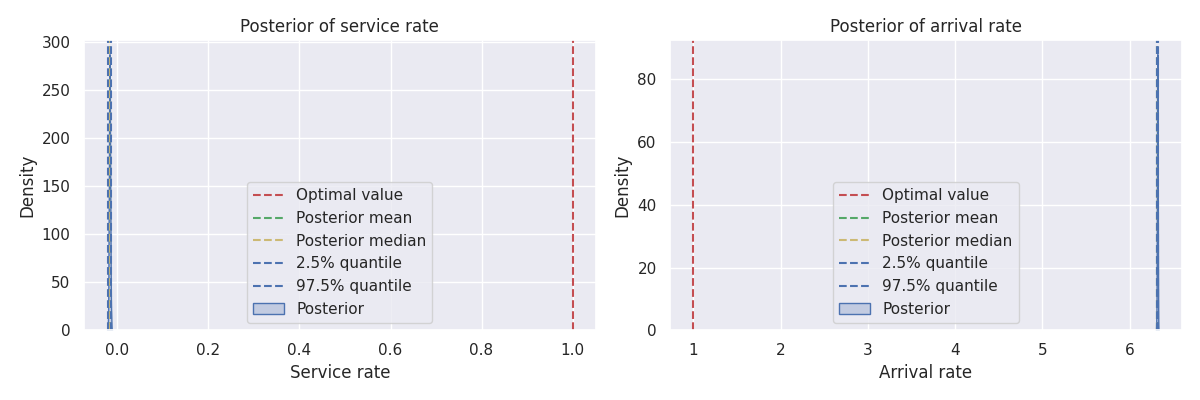 Posterior of service rate
300
250
200
150
100
50
0
Density
Optimal value
Posterior mean
Posterior median
2.5% quantile
97.5% quantile
Posterior
0.0 0.2 0.4 0.6 0.8 1.0
Service rate
Posterior of arrival rate
80
60
40
20
0
Density
Optimal value
Posterior mean
Posterior median
2.5% quantile
97.5% quantile
Posterior
1 2 3 4 5 6
Arrival rate